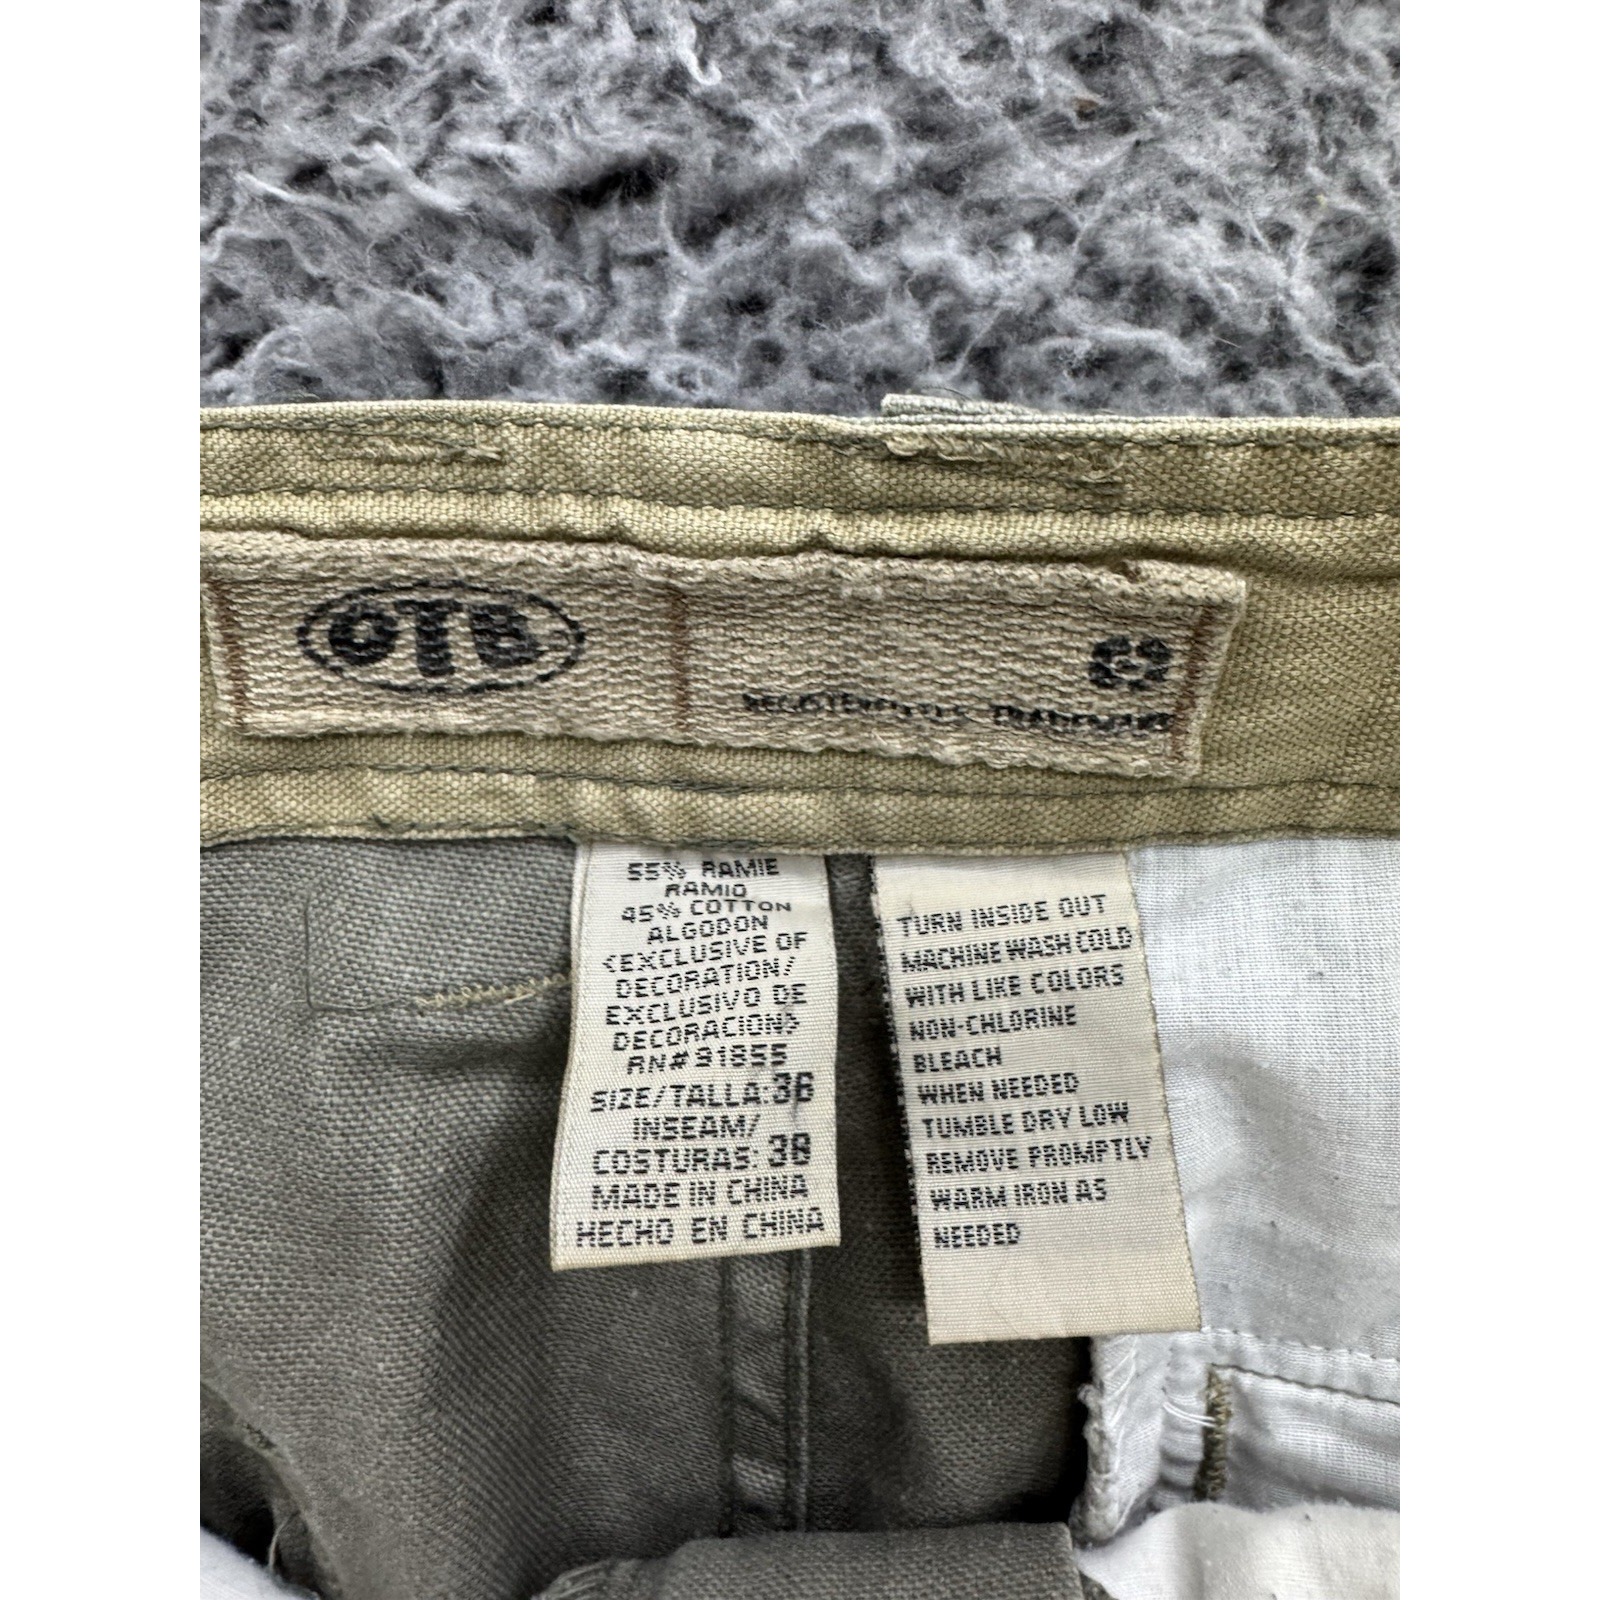 OTB
REGISTERED U.S. TRADEMARK
55% RAMIE
RAMIO
45% COTTON
ALGODON
<EXCLUSIVE OF
DECORATION/
EXCLUSIVO DE
DECORACION>
RN# 91855
SIZE/TALLA:36
INSEAM/
COSTURAS: 38
MADE IN CHINA
HECHO EN CHINA
TURN INSIDE OUT
MACHINE WASH COLD
WITH LIKE COLORS
NON-CHLORINE
BLEACH
WHEN NEEDED
TUMBLE DRY LOW
REMOVE PROMPTLY
WARM IRON AS
NEEDED